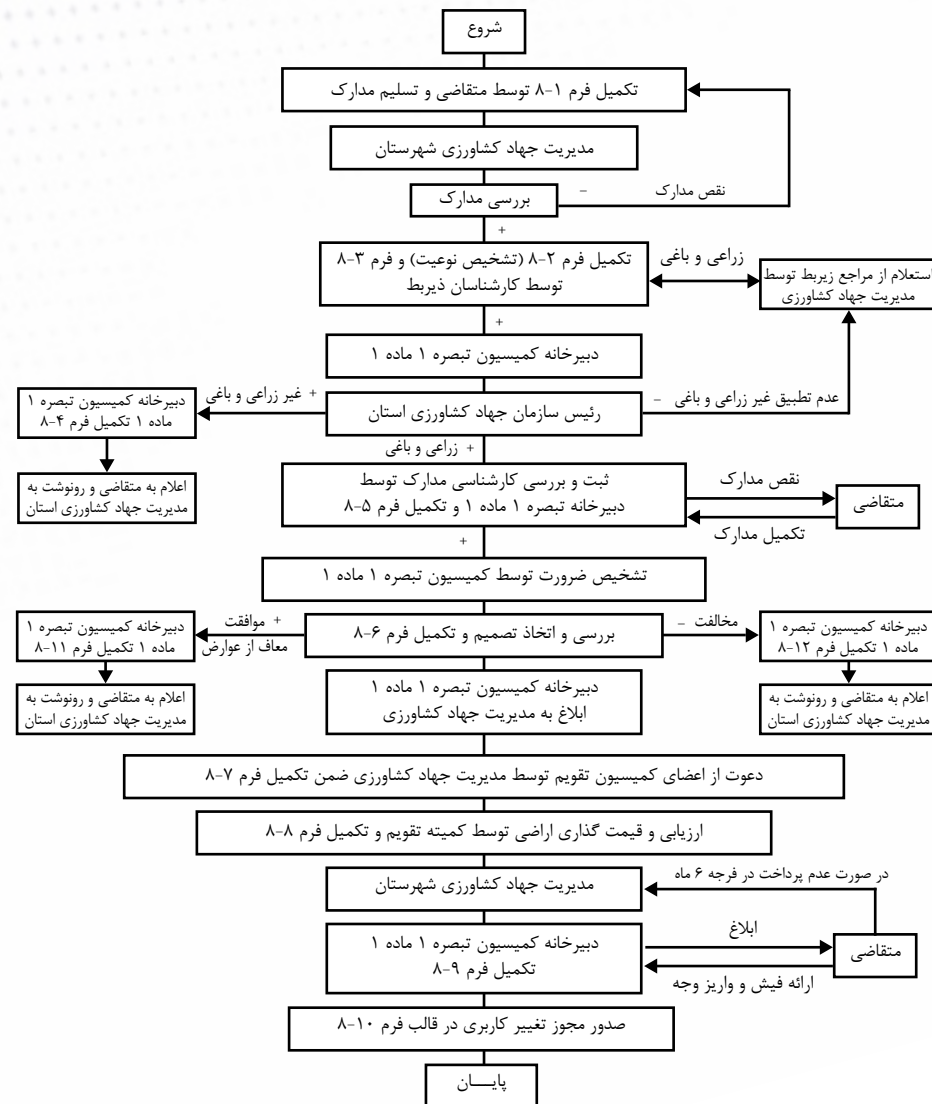 شروع
تکمیل فرم ۱-۸ توسط متقاضی و تسلیم مدارک
مدیریت جهاد کشاورزی شهرستان
بررسی مدارک
–
نقص مدارک
+
تکمیل فرم ۲-۸ (تشخیص نوعیت) و فرم ۳-۸
توسط کارشناسان ذیربط
زراعی و باغی
استعلام از مراجع زیربط توسط
مدیریت جهاد کشاورزی
+
دبیرخانه کمیسیون تبصره ۱ ماده ۱
رئیس سازمان جهاد کشاورزی استان
– عدم تطبیق غیر زراعی و باغی
+ غیر زراعی و باغی
دبیرخانه کمیسیون تبصره ۱
ماده ۱ تکمیل فرم ۴-۸
اعلام به متقاضی و رونوشت به
مدیریت جهاد کشاورزی استان
+ زراعی و باغی
ثبت و بررسی کارشناسی مدارک توسط
دبیرخانه تبصره ۱ ماده ۱ و تکمیل فرم ۵-۸
نقص مدارک
متقاضی
تکمیل مدارک
+
تشخیص ضرورت توسط کمیسیون تبصره ۱ ماده ۱
بررسی و اتخاذ تصمیم و تکمیل فرم ۶-۸
– مخالفت
دبیرخانه کمیسیون تبصره ۱
ماده ۱ تکمیل فرم ۱۲-۸
اعلام به متقاضی و رونوشت به
مدیریت جهاد کشاورزی استان
+ موافقت
معاف از عوارض
دبیرخانه کمیسیون تبصره ۱
ماده ۱ تکمیل فرم ۱۱-۸
اعلام به متقاضی و رونوشت به
مدیریت جهاد کشاورزی استان
دبیرخانه کمیسیون تبصره ۱ ماده ۱
ابلاغ به مدیریت جهاد کشاورزی
دعوت از اعضای کمیسیون تقویم توسط مدیریت جهاد کشاورزی ضمن تکمیل فرم ۷-۸
ارزیابی و قیمت گذاری اراضی توسط کمیته تقویم و تکمیل فرم ۸-۸
مدیریت جهاد کشاورزی شهرستان
در صورت عدم پرداخت در فرجه ۶ ماه
دبیرخانه کمیسیون تبصره ۱ ماده ۱
تکمیل فرم ۹-۸
ابلاغ
متقاضی
ارائه فیش و واریز وجه
صدور مجوز تغییر کاربری در قالب فرم ۱۰-۸
پایـــان